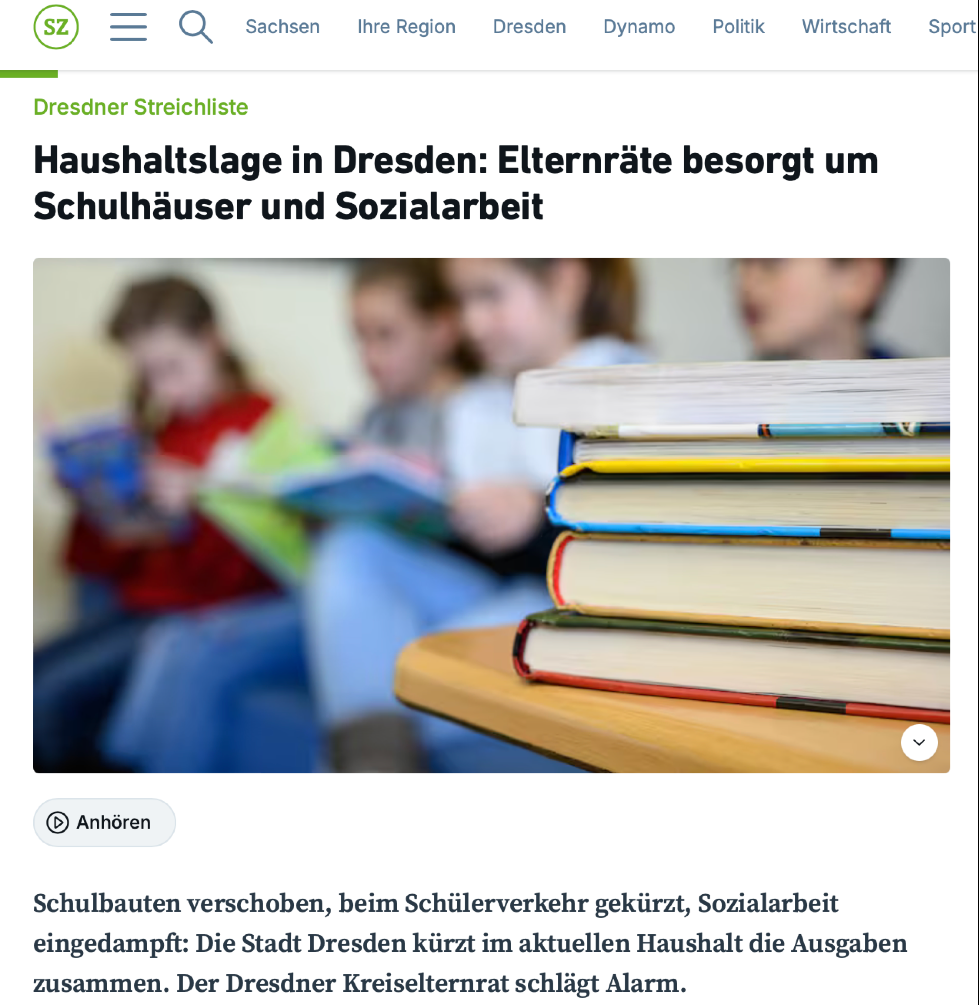 SZ
Sachsen Ihre Region Dresden Dynamo Politik Wirtschaft Sport
Dresdner Streichliste
Haushaltslage in Dresden: Elternräte besorgt um
Schulhäuser und Sozialarbeit
Anhören
Schulbauten verschoben, beim Schülerverkehr gekürzt, Sozialarbeit
eingedampft: Die Stadt Dresden kürzt im aktuellen Haushalt die Ausgaben
zusammen. Der Dresdner Kreiselternrat schlägt Alarm.